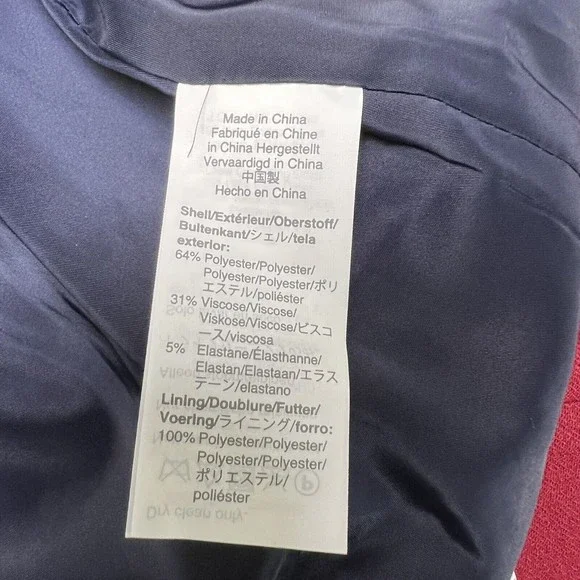 Made in China
Fabriqué en Chine
in China Hergestellt
Vervaardigd in China
中国製
Hecho en China
Shell/Extérieur/Oberstoff/
Buitenkant/シェル/tela
exterior:
64% Polyester/Polyester/
Polyester/Polyester/ポリ
エステル/poliéster
31% Viscose/Viscose/
Viskose/Viscose/ビスコ
ース/viscosa
5% Elastane/Élasthanne/
Elastan/Elastaan/エラス
テーン/elastano
Lining/Doublure/Futter/
Voering/ライニング/forro:
100% Polyester/Polyester/
Polyester/Polyester/
ポリエステル/
poliéster
Dry clean only.